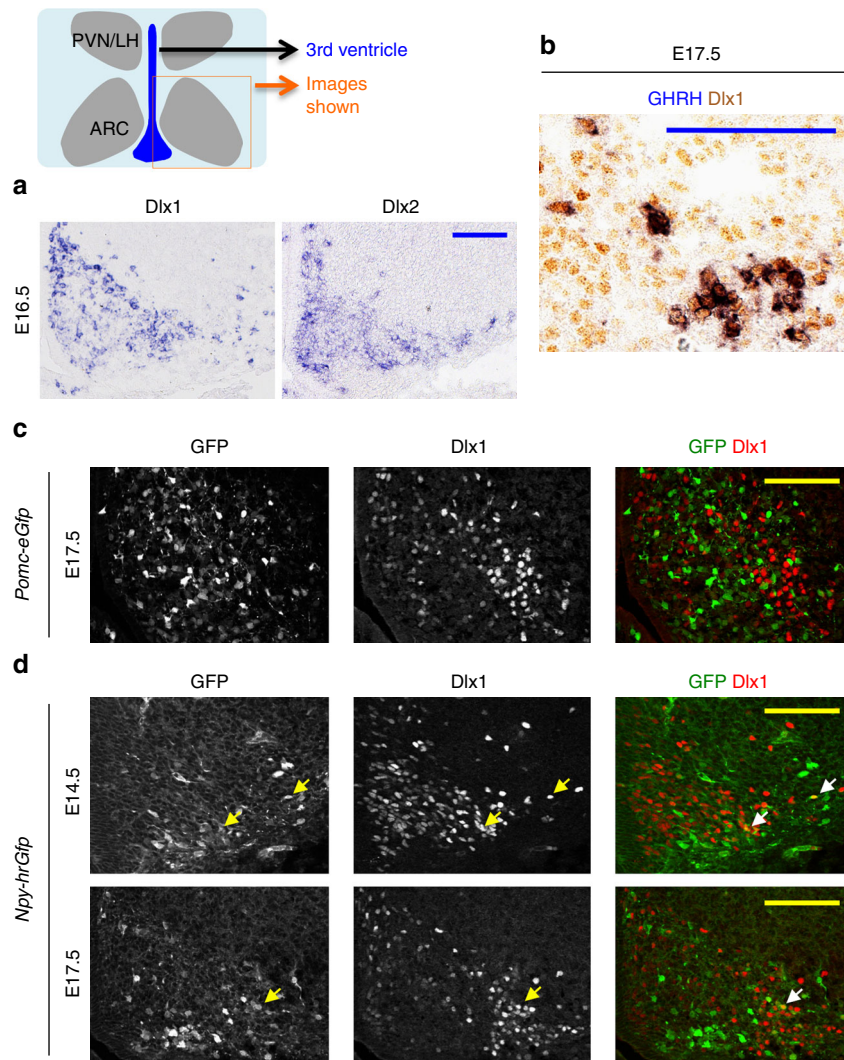 PVN/LH
3rd ventricle
Images
shown
ARC
a
Dlx1
Dlx2
E16.5
b
E17.5
GHRH Dlx1
c
GFP
Dlx1
GFP Dlx1
Pomc-eGfp
E17.5
d
GFP
Dlx1
GFP Dlx1
Npy-hrGfp
E14.5
E17.5